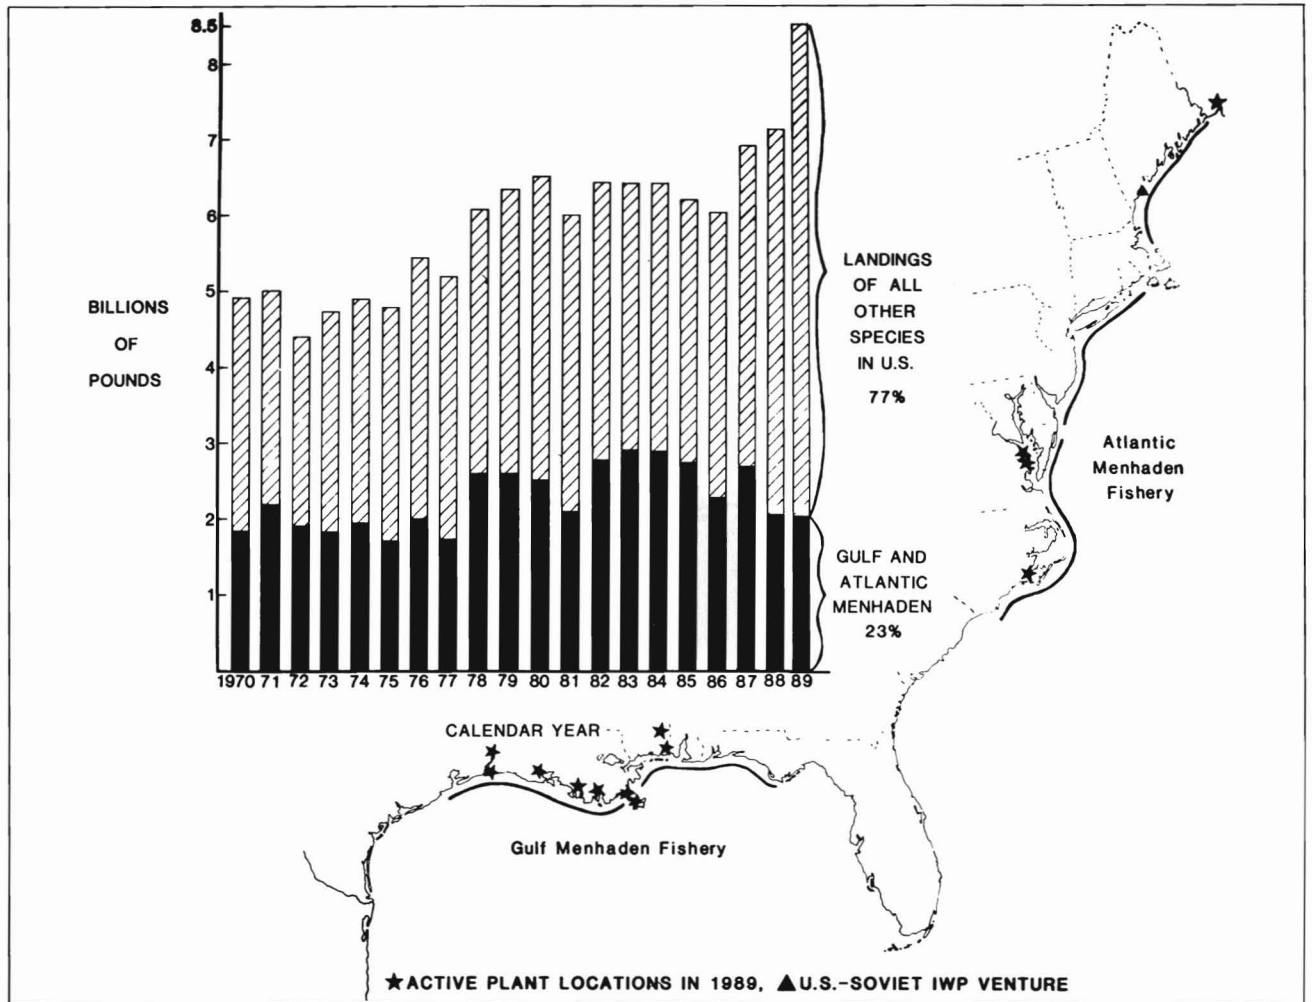 8.5
8
7
6
5
4
3
2
1
BILLIONS
OF
POUNDS
1970 71 72 73 74 75 76 77 78 79 80 81 82 83 84 85 86 87 88 89
CALENDAR YEAR
LANDINGS
OF ALL
OTHER
SPECIES
IN U.S.
77%
GULF AND
ATLANTIC
MENHADEN
23%
Atlantic
Menhaden
Fishery
Gulf Menhaden Fishery
★ACTIVE PLANT LOCATIONS IN 1989, ▲U.S.-SOVIET IWP VENTURE